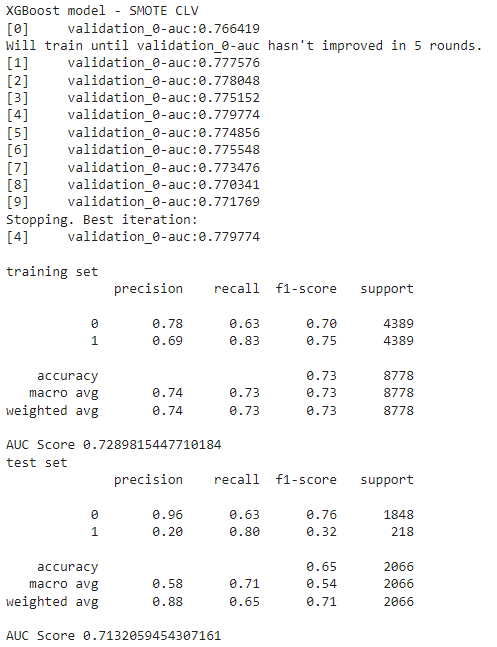 XGBoost model - SMOTE CLV
[0]     validation_0-auc:0.766419
Will train until validation_0-auc hasn't improved in 5 rounds.
[1]     validation_0-auc:0.777576
[2]     validation_0-auc:0.778048
[3]     validation_0-auc:0.775152
[4]     validation_0-auc:0.779774
[5]     validation_0-auc:0.774856
[6]     validation_0-auc:0.775548
[7]     validation_0-auc:0.773476
[8]     validation_0-auc:0.770341
[9]     validation_0-auc:0.771769
Stopping. Best iteration:
[4]     validation_0-auc:0.779774

training set
              precision    recall  f1-score   support

           0       0.78      0.63      0.70      4389
           1       0.69      0.83      0.75      4389

    accuracy                           0.73      8778
   macro avg       0.74      0.73      0.73      8778
weighted avg       0.74      0.73      0.73      8778

AUC Score 0.7289815447710184
test set
              precision    recall  f1-score   support

           0       0.96      0.63      0.76      1848
           1       0.20      0.80      0.32       218

    accuracy                           0.65      2066
   macro avg       0.58      0.71      0.54      2066
weighted avg       0.88      0.65      0.71      2066

AUC Score 0.7132059454307161